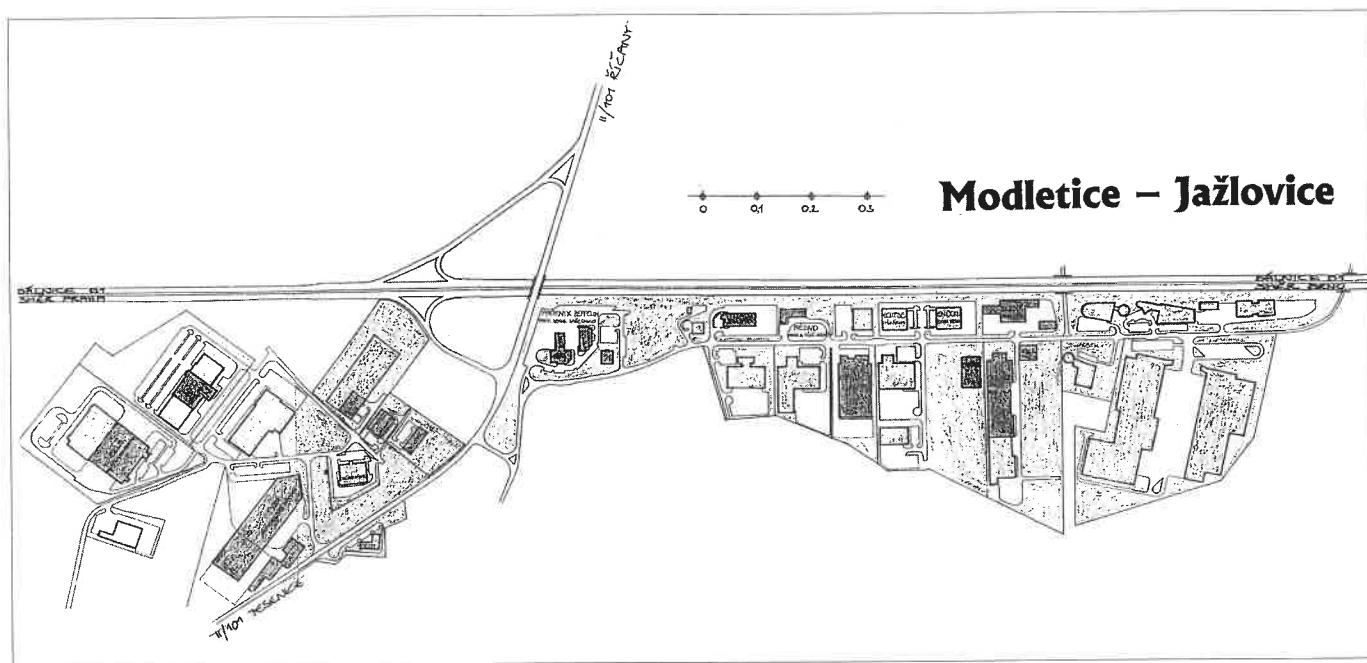 II/101 ŘÍČANY
0 0,1 0.2 0.3
Modletice – Jažlovice
DÁLNICE D1
SMĚR PRAHA
DÁLNICE D1
SMĚR BRNO
II/101 JESENICE